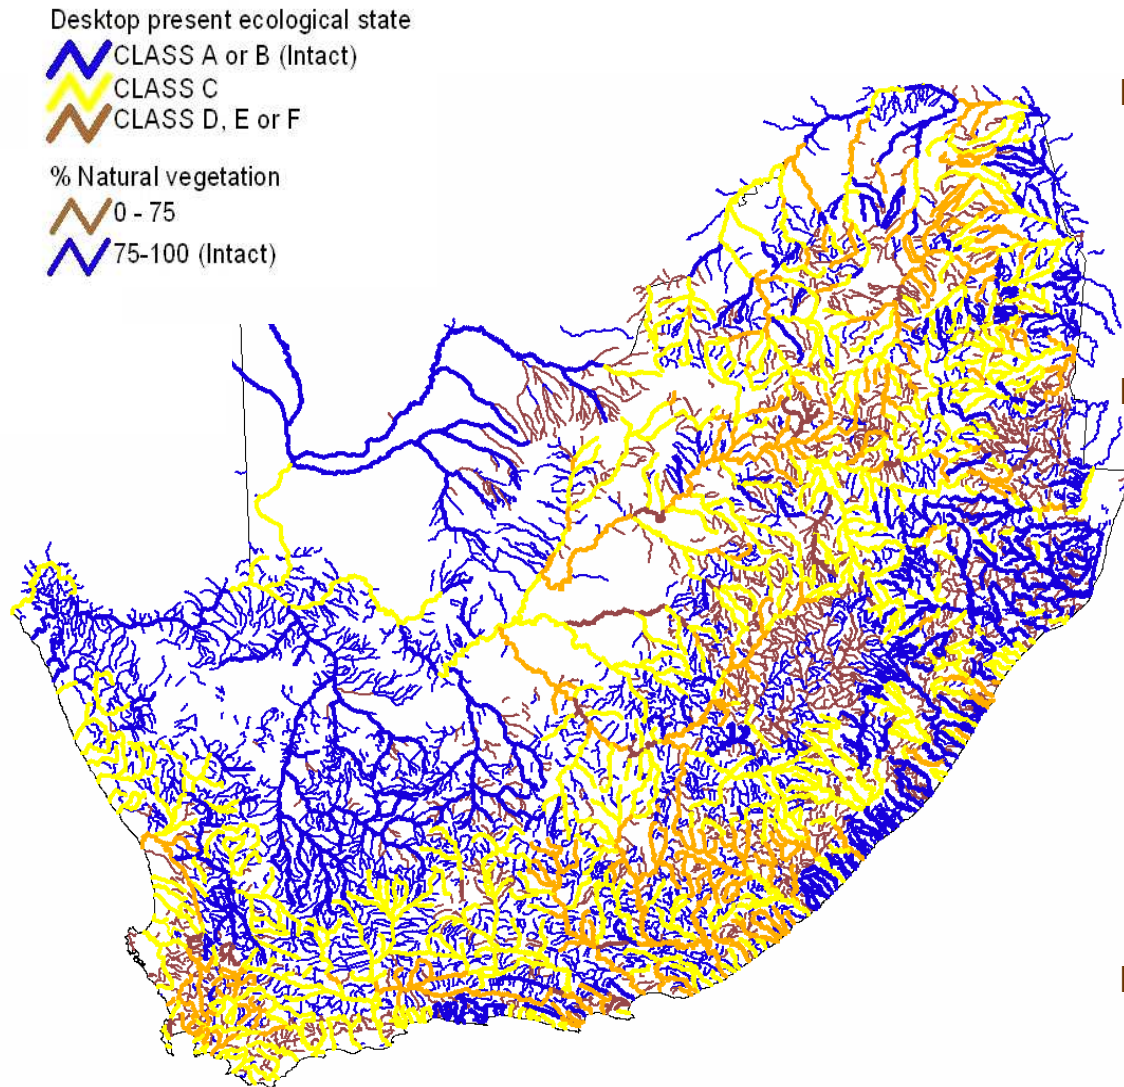 Desktop present ecological state
CLASS A or B (Intact)
CLASS C
CLASS D, E or F
% Natural vegetation
0 - 75
75-100 (Intact)